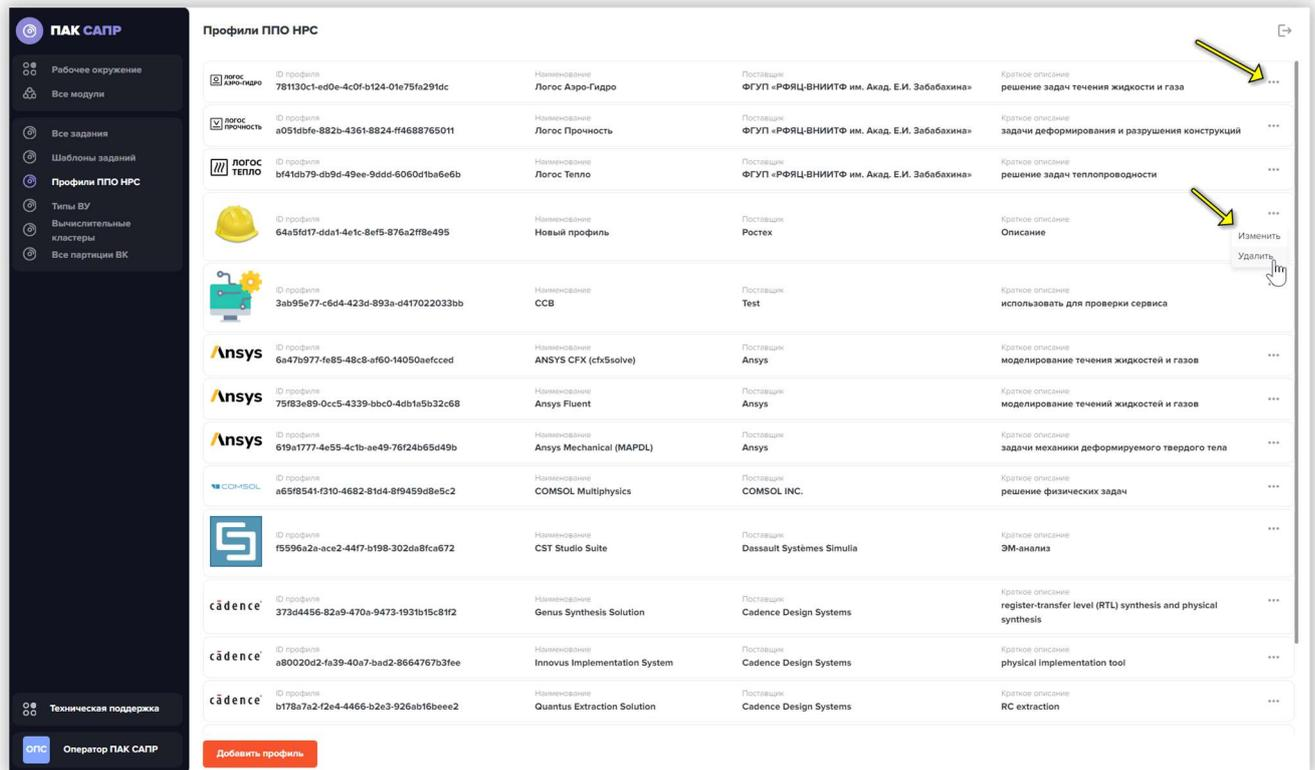 ПАК САПР
Рабочее окружение
Все модули
Все задания
Шаблоны заданий
Профили ППО НРС
Типы ВУ
Вычислительные
кластеры
Все партиции ВК
Техническая поддержка
ОПС Оператор ПАК САПР
Профили ППО НРС
ЛОГОС
АЭРО-ГИДРО
ID профиля Наименование Поставщик Краткое описание
781130c1-ed0e-4c0f-b124-01e75fa291dc Логос Аэро-Гидро ФГУП «РФЯЦ-ВНИИТФ им. Акад. Е.И. Забабахина» решение задач течения жидкости и газа
ЛОГОС
ПРОЧНОСТЬ
ID профиля Наименование Поставщик Краткое описание
a051dbfe-882b-4361-8824-ff4688765011 Логос Прочность ФГУП «РФЯЦ-ВНИИТФ им. Акад. Е.И. Забабахина» задачи деформирования и разрушения конструкций
ЛОГОС
ТЕПЛО
ID профиля Наименование Поставщик Краткое описание
bf41db79-db9d-49ee-9ddd-6060d1ba6e6b Логос Тепло ФГУП «РФЯЦ-ВНИИТФ им. Акад. Е.И. Забабахина» решение задач теплопроводности
ID профиля Наименование Поставщик Краткое описание
64a5fd17-dda1-4e1c-8ef5-876a2ff8e495 Новый профиль Ростех Описание
Изменить
Удалить
ID профиля Наименование Поставщик Краткое описание
3ab95e77-c6d4-423d-893a-d417022033bb ССВ Test использовать для проверки сервиса
Ansys
ID профиля Наименование Поставщик Краткое описание
6a47b977-fe85-48c8-af60-14050aefcced ANSYS CFX (cfx5solve) Ansys моделирование течения жидкостей и газов
Ansys
ID профиля Наименование Поставщик Краткое описание
75f83e89-0cc5-4339-bbc0-4db1a5b32c68 Ansys Fluent Ansys моделирование течений жидкостей и газов
Ansys
ID профиля Наименование Поставщик Краткое описание
619a1777-4e55-4c1b-ae49-76f24b65d49b Ansys Mechanical (MAPDL) Ansys задачи механики деформируемого твердого тела
COMSOL
ID профиля Наименование Поставщик Краткое описание
a65f8541-f310-4682-81d4-8f9459d8e5c2 COMSOL Multiphysics COMSOL INC. решение физических задач
ID профиля Наименование Поставщик Краткое описание
f5596a2a-ace2-44f7-b198-302da8fca672 CST Studio Suite Dassault Systèmes Simulia ЭМ-анализ
cādence
ID профиля Наименование Поставщик Краткое описание
373d4456-82a9-470a-9473-1931b15c81f2 Genus Synthesis Solution Cadence Design Systems register-transfer level (RTL) synthesis and physical
synthesis
cādence
ID профиля Наименование Поставщик Краткое описание
a80020d2-fa39-40a7-bad2-8664767b3fee Innovus Implementation System Cadence Design Systems physical implementation tool
cādence
ID профиля Наименование Поставщик Краткое описание
b178a7a2-f2e4-4466-b2e3-926ab16beee2 Quantus Extraction Solution Cadence Design Systems RC extraction
Добавить профиль